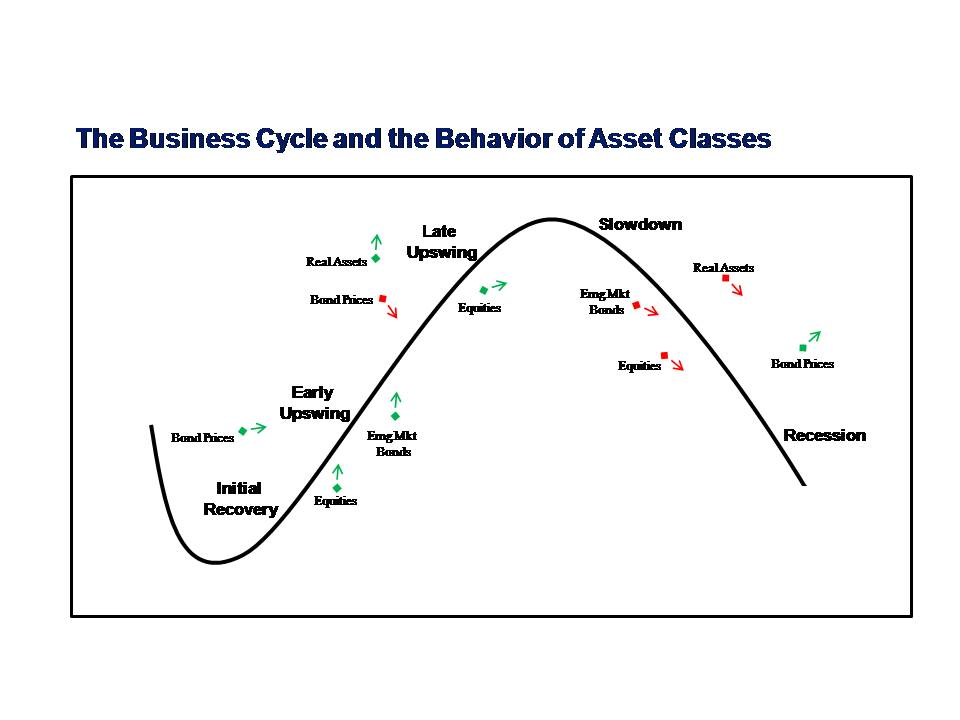 The Business Cycle and the Behavior of Asset Classes
Late
Upswing
Slowdown
Real Assets
Bond Prices
Equities
Emg Mkt
Bonds
Real Assets
Equities
Bond Prices
Early
Upswing
Bond Prices
Emg Mkt
Bonds
Recession
Initial
Recovery
Equities